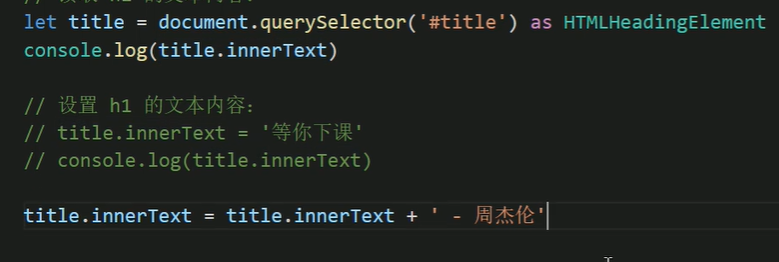 let title = document.querySelector('#title') as HTMLHeadingElement
console.log(title.innerText)
// 设置 h1 的文本内容：
// title.innerText = '等你下课'
// console.log(title.innerText)
title.innerText = title.innerText + ' - 周杰伦'